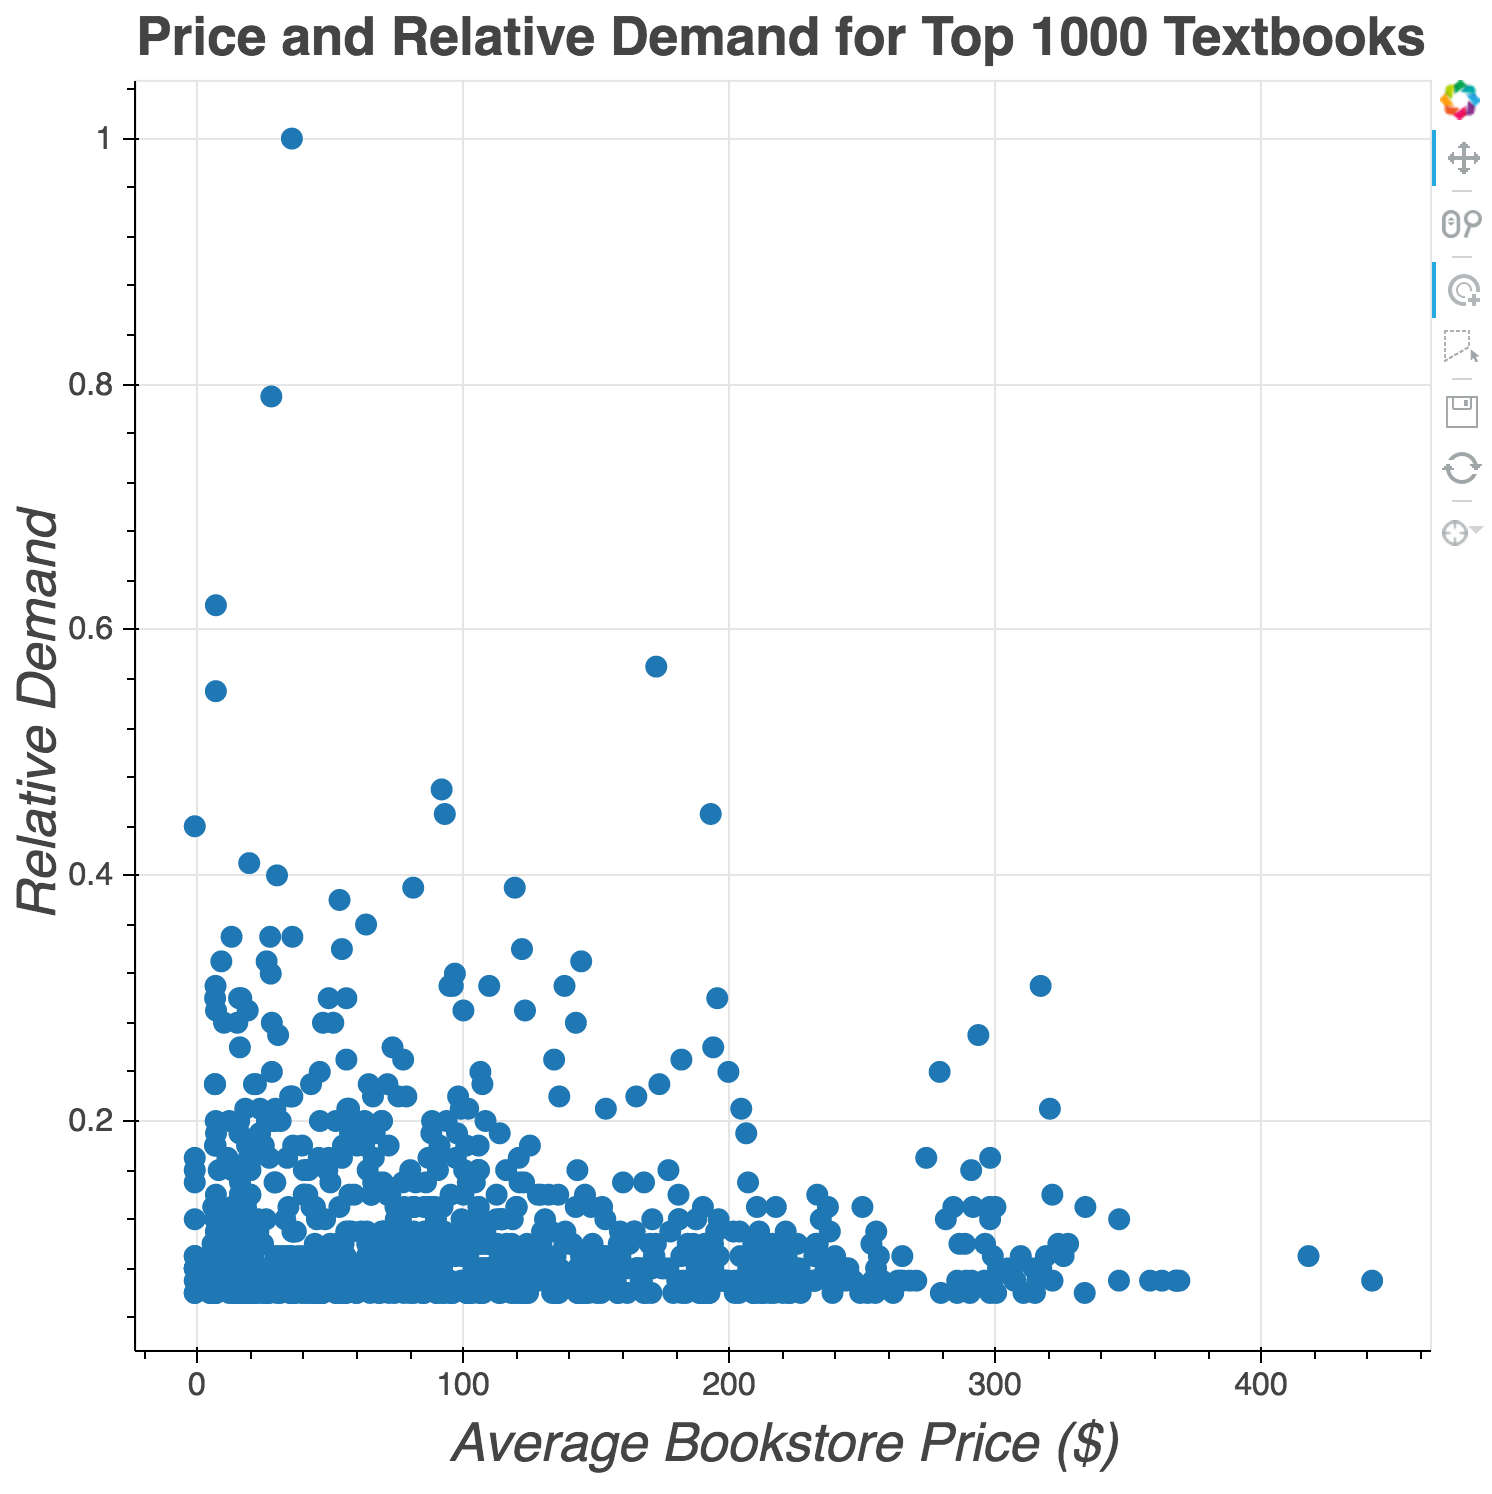 Price and Relative Demand for Top 1000 Textbooks
1
0.8
0.6
0.4
0.2
Relative Demand
0 100 200 300 400
Average Bookstore Price ($)